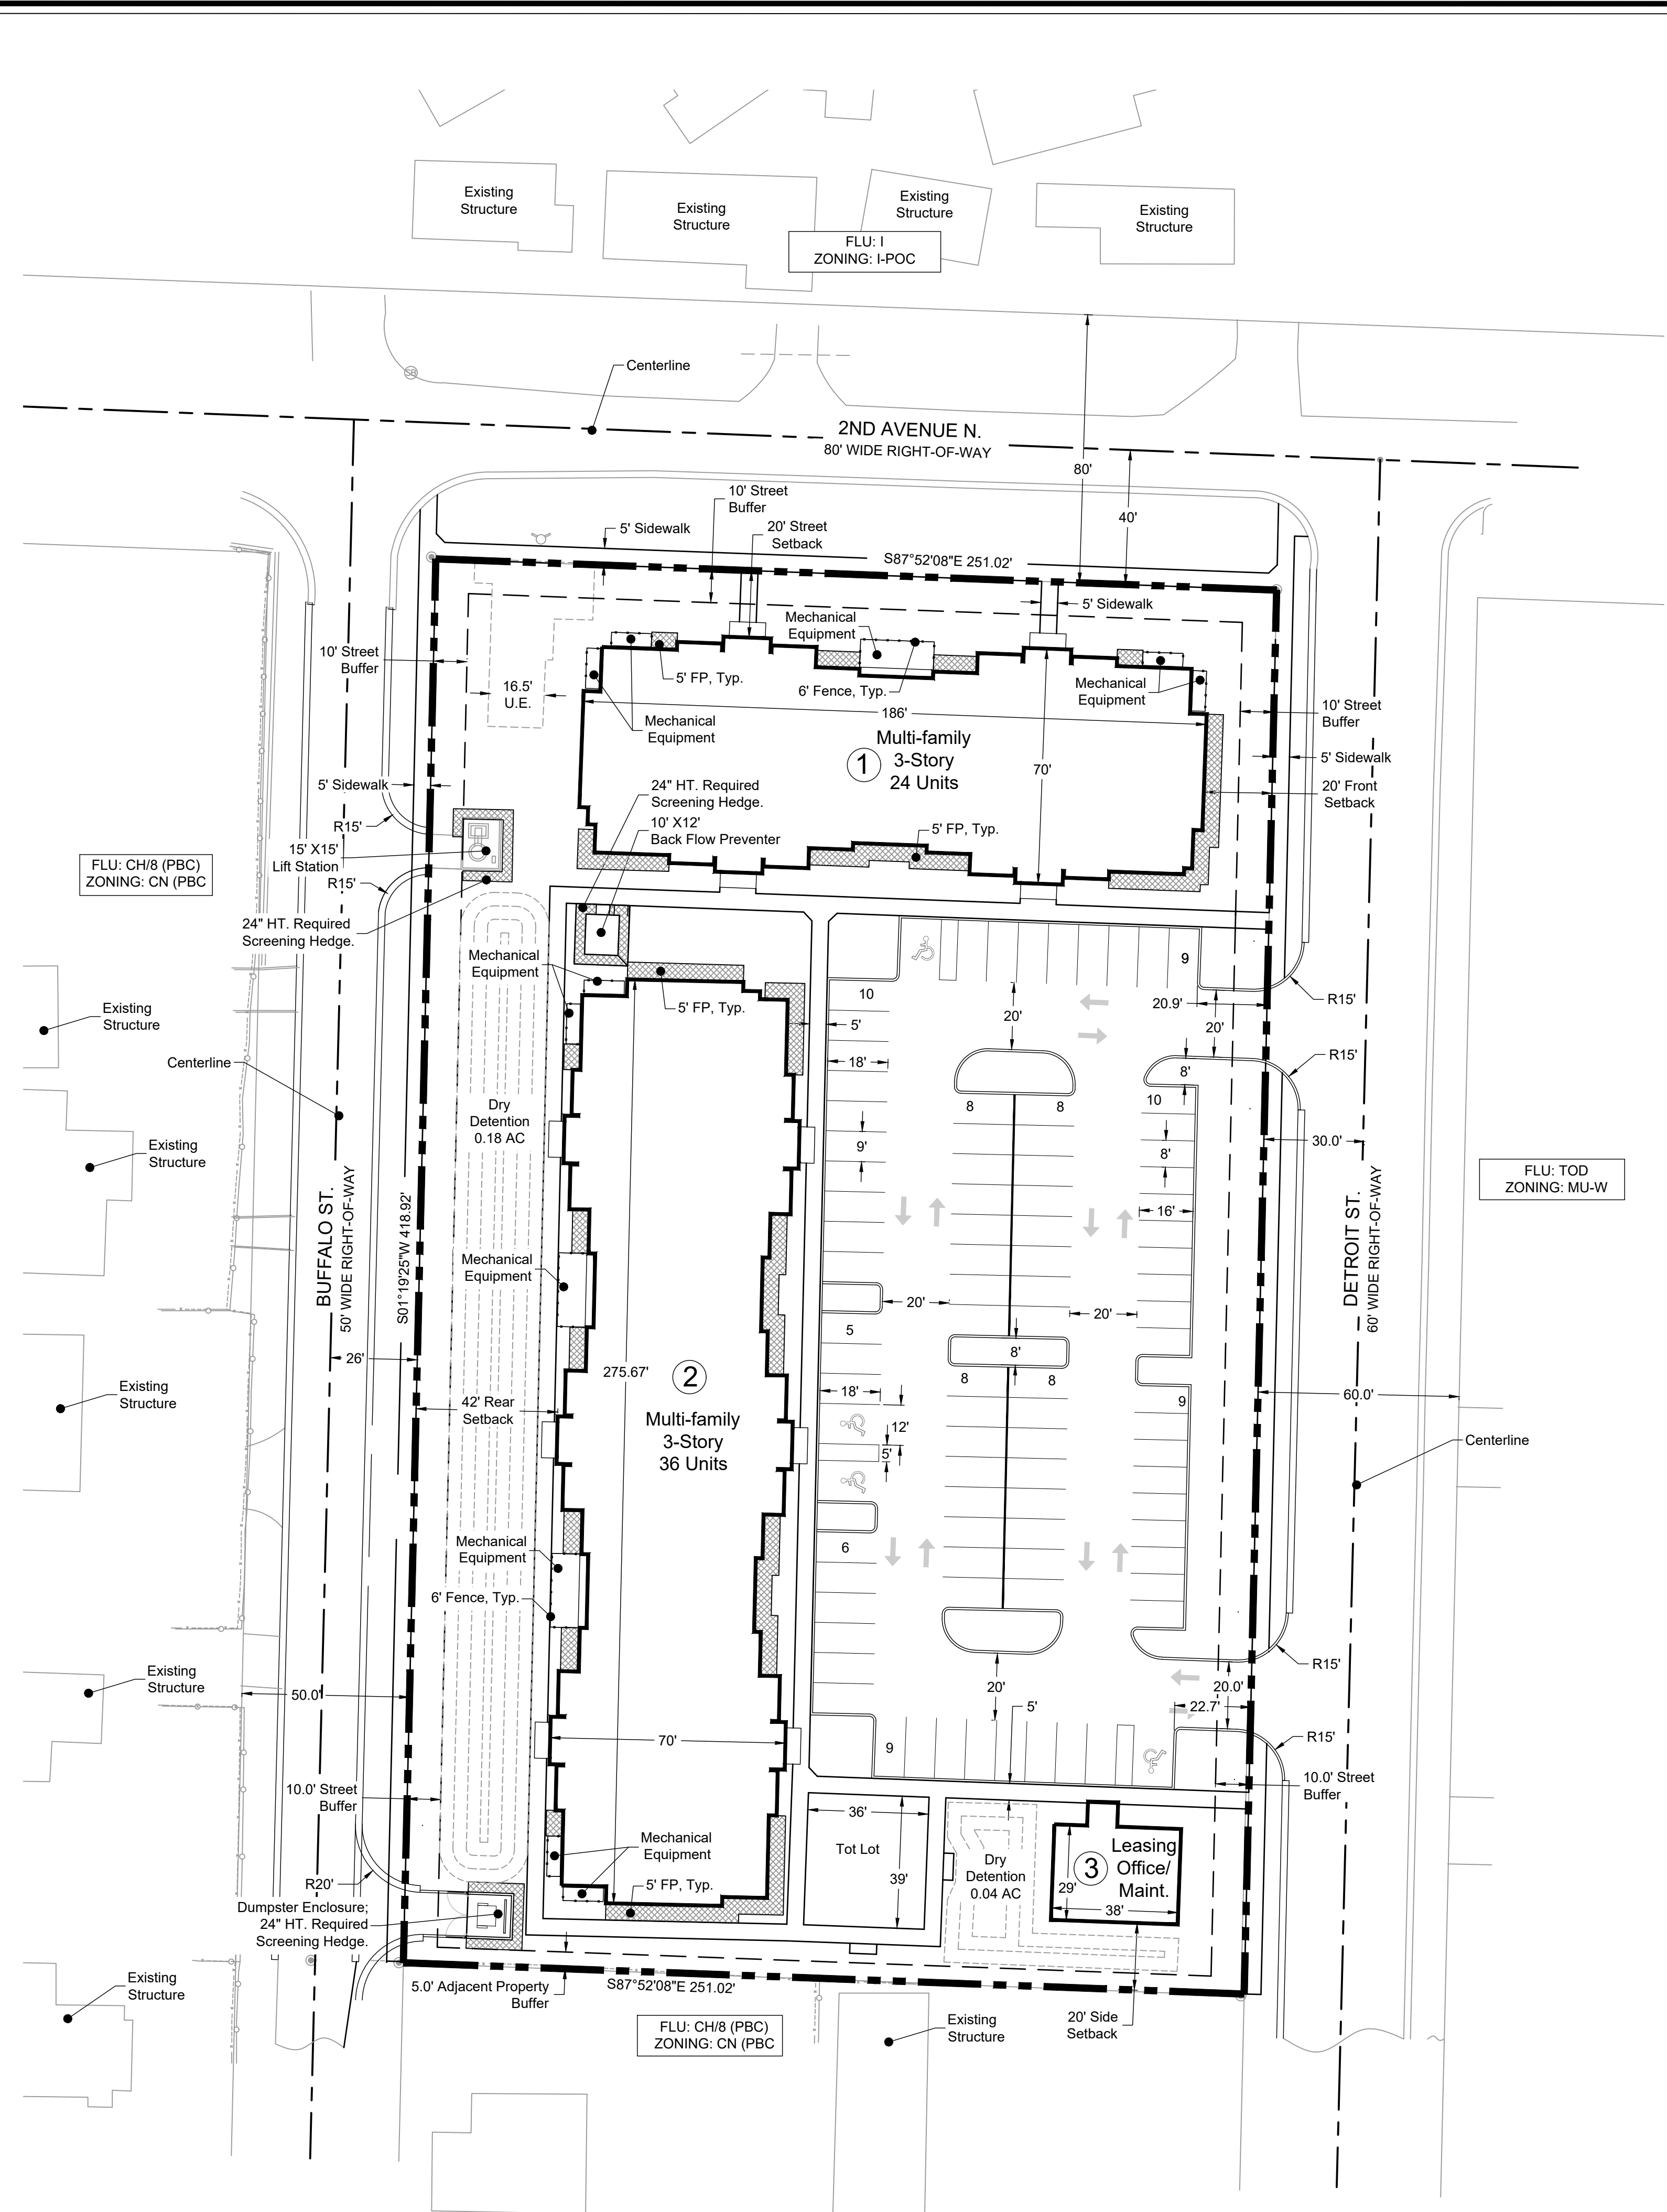 Existing
Structure
Existing
Structure
Existing
Structure
Existing
Structure
FLU: I
ZONING: I-POC
Centerline
SB
2ND AVENUE N.
80' WIDE RIGHT-OF-WAY
80'
40'
10' Street
Buffer
5' Sidewalk
20' Street
Setback
S87°52'08"E 251.02'
5' Sidewalk
Mechanical
Equipment
10' Street
Buffer
16.5'
U.E.
5' FP, Typ.
6' Fence, Typ.
Mechanical
Equipment
186'
Mechanical
Equipment
10' Street
Buffer
1
Multi-family
3-Story
24 Units
70'
5' Sidewalk
20' Front
Setback
5' Sidewalk
24" HT. Required
Screening Hedge.
10' X12'
Back Flow Preventer
5' FP, Typ.
R15'
15' X15'
Lift Station
R15'
FLU: CH/8 (PBC)
ZONING: CN (PBC
24" HT. Required
Screening Hedge.
Mechanical
Equipment
5' FP, Typ.
9
10
20.9'
R15'
20'
20'
5'
Existing
Structure
Centerline
18'
R15'
8'
Dry
Detention
0.18 AC
8
8
10
9'
8'
30.0'
Existing
Structure
FLU: TOD
ZONING: MU-W
BUFFALO ST.
50' WIDE RIGHT-OF-WAY
S01°19'25"W 418.92'
16'
DETROIT ST.
60' WIDE RIGHT-OF-WAY
Mechanical
Equipment
20'
20'
5
8'
26'
275.67'
2
8
8
18'
9
60.0'
Existing
Structure
42' Rear
Setback
Multi-family
3-Story
36 Units
12'
5'
Centerline
Mechanical
Equipment
6
6' Fence, Typ.
Existing
Structure
50.0'
R15'
20'
20.0'
5'
22.7'
R15'
70'
9
10.0' Street
Buffer
10.0' Street
Buffer
36'
Mechanical
Equipment
Tot Lot
39'
Dry
Detention
0.04 AC
3
Leasing
Office/
Maint.
29'
38'
R20'
5' FP, Typ.
Dumpster Enclosure;
24" HT. Required
Screening Hedge.
Existing
Structure
5.0' Adjacent Property
Buffer
S87°52'08"E 251.02'
FLU: CH/8 (PBC)
ZONING: CN (PBC
Existing
Structure
20' Side
Setback